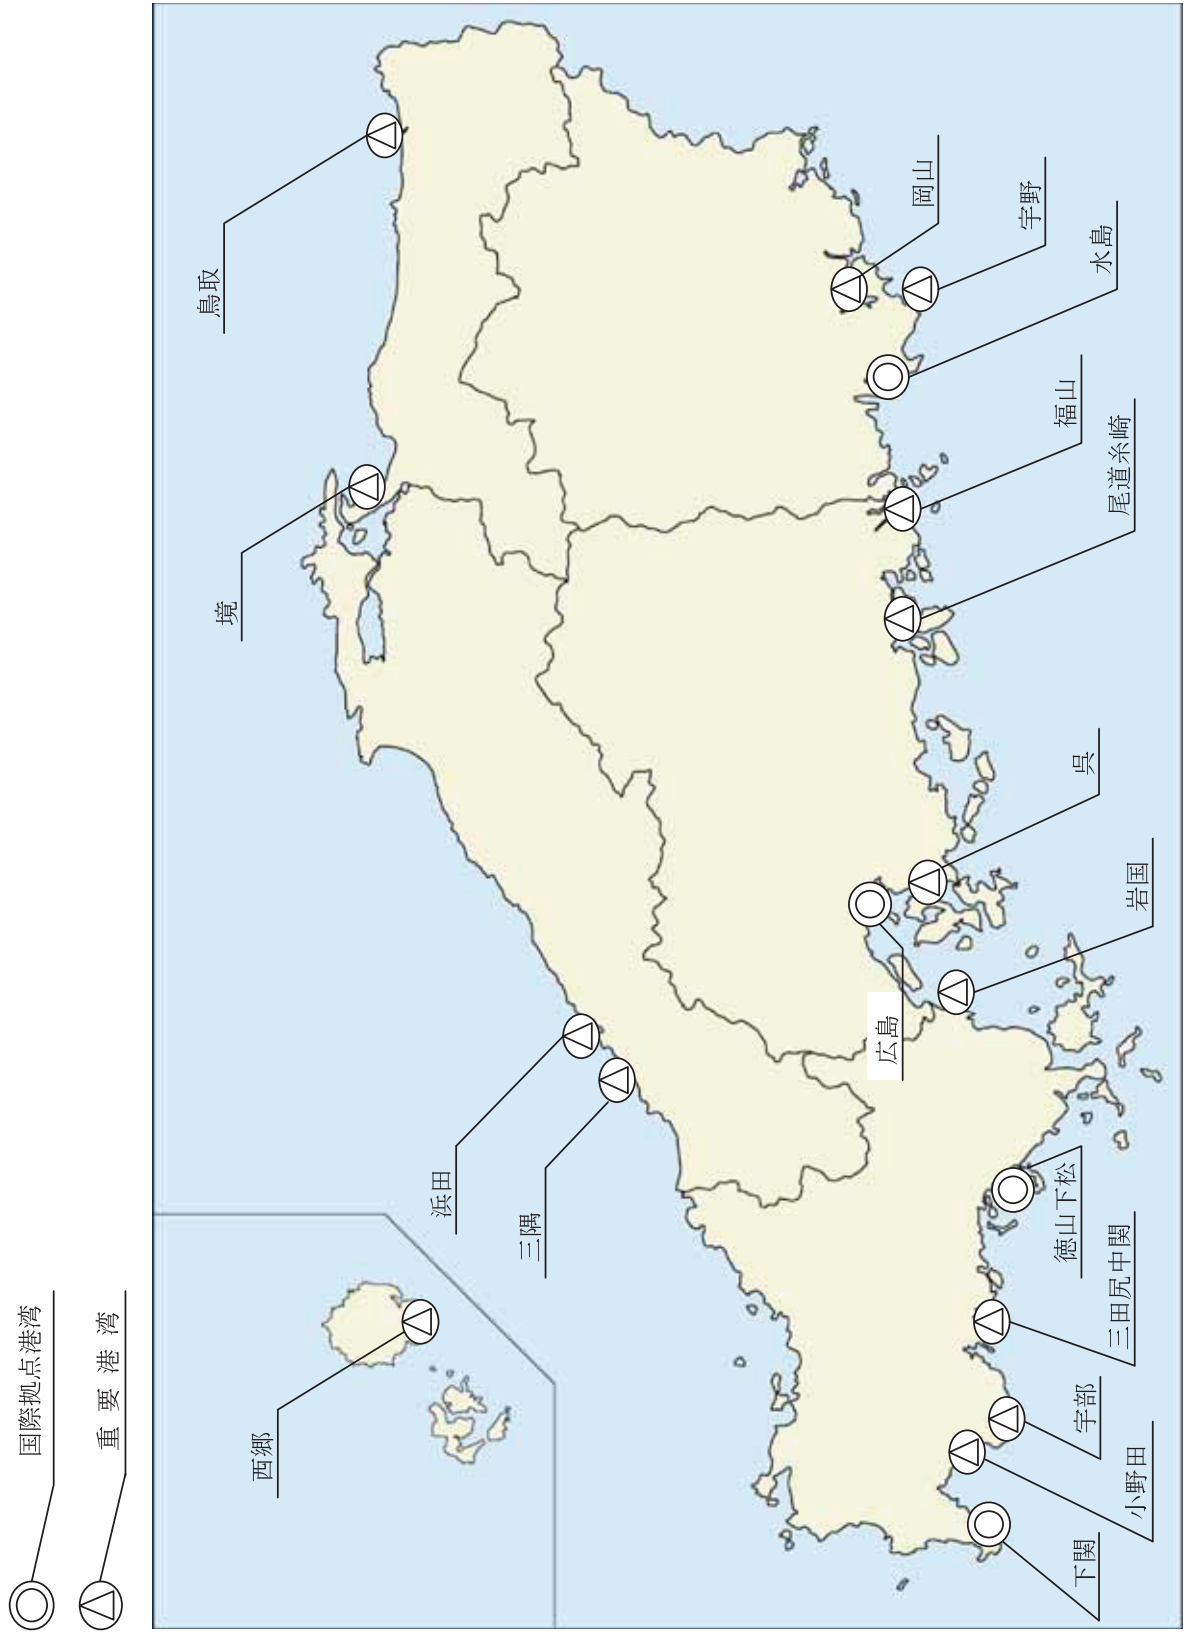 国際拠点港湾
重要港湾
鳥取
境
西郷
浜田
三隅
岡山
宇野
水島
福山
尾道糸崎
呉
広島
岩国
徳山下松
三田尻中関
宇部
小野田
下関